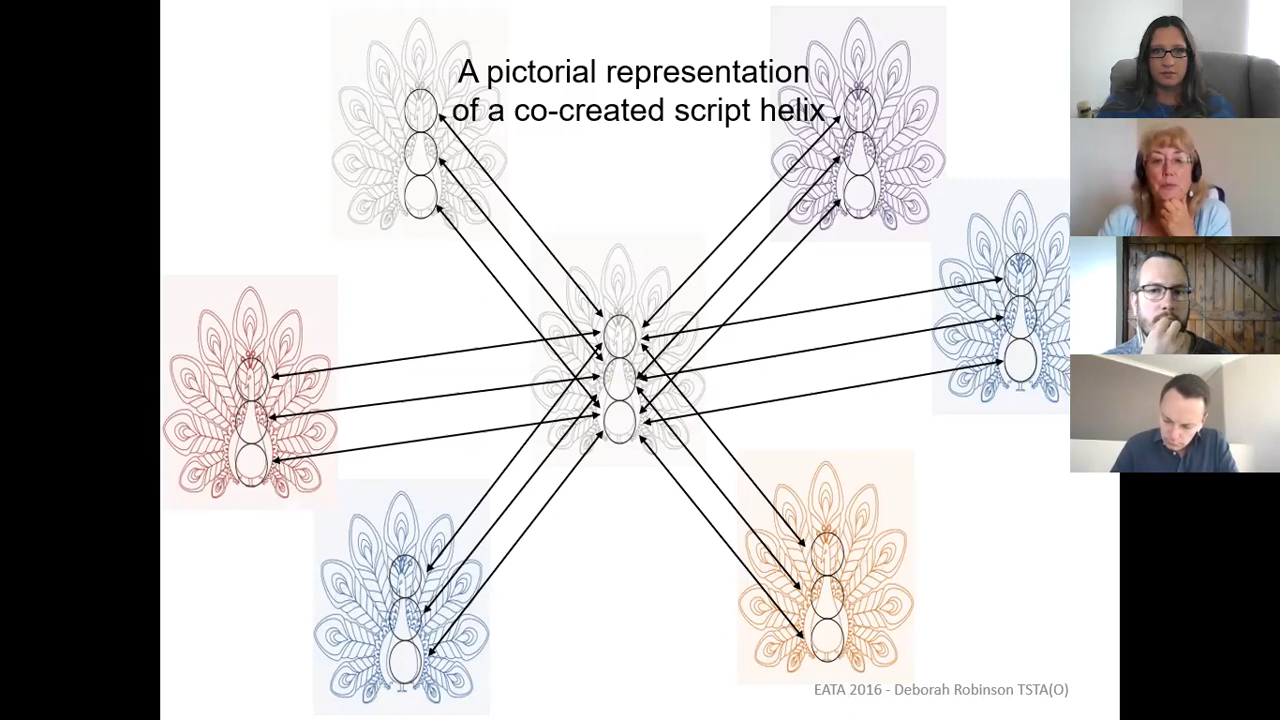 A pictorial representation
of a co-created script helix
EATA 2016 - Deborah Robinson TSTA(O)